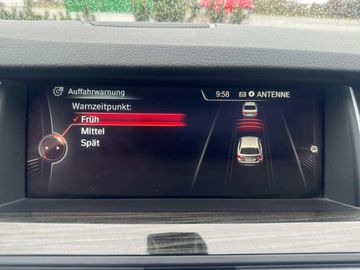 Auffahrwarnung
9:58 ANTENNE
Warnzeitpunkt:
✓ Früh
Mittel
Spät